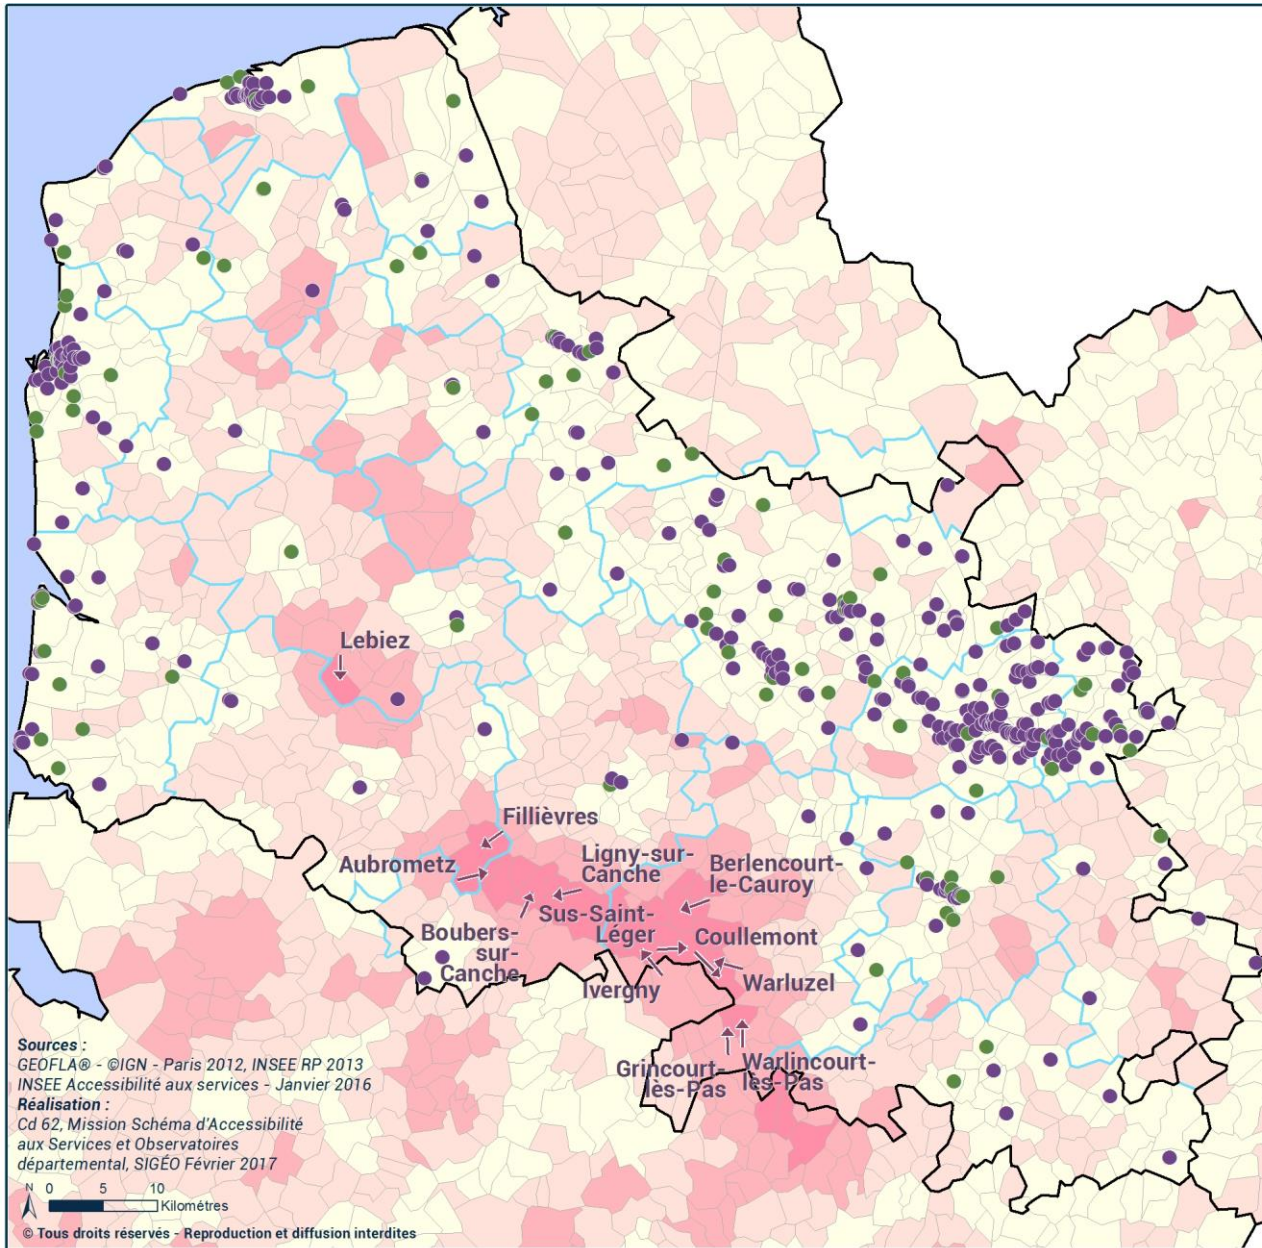 Lebiez
Fillièvres
Aubrometz
Ligny-sur-
Canche
Berlencourt-
le-Cauroy
Sus-Saint-
Léger
Boubers-
sur-
Canche
Coullemont
Ivergny
Warluzel
Grincourt-
lès-Pas
Warlincourt-
lès-Pas
Sources :
GEOFLA® - ©IGN - Paris 2012, INSEE RP 2013
INSEE Accessibilité aux services - Janvier 2016
Réalisation :
Cd 62, Mission Schéma d'Accessibilité
aux Services et Observatoires
départemental, SIGÉO Février 2017
N 0 5 10
Kilométres
© Tous droits réservés - Reproduction et diffusion interdites